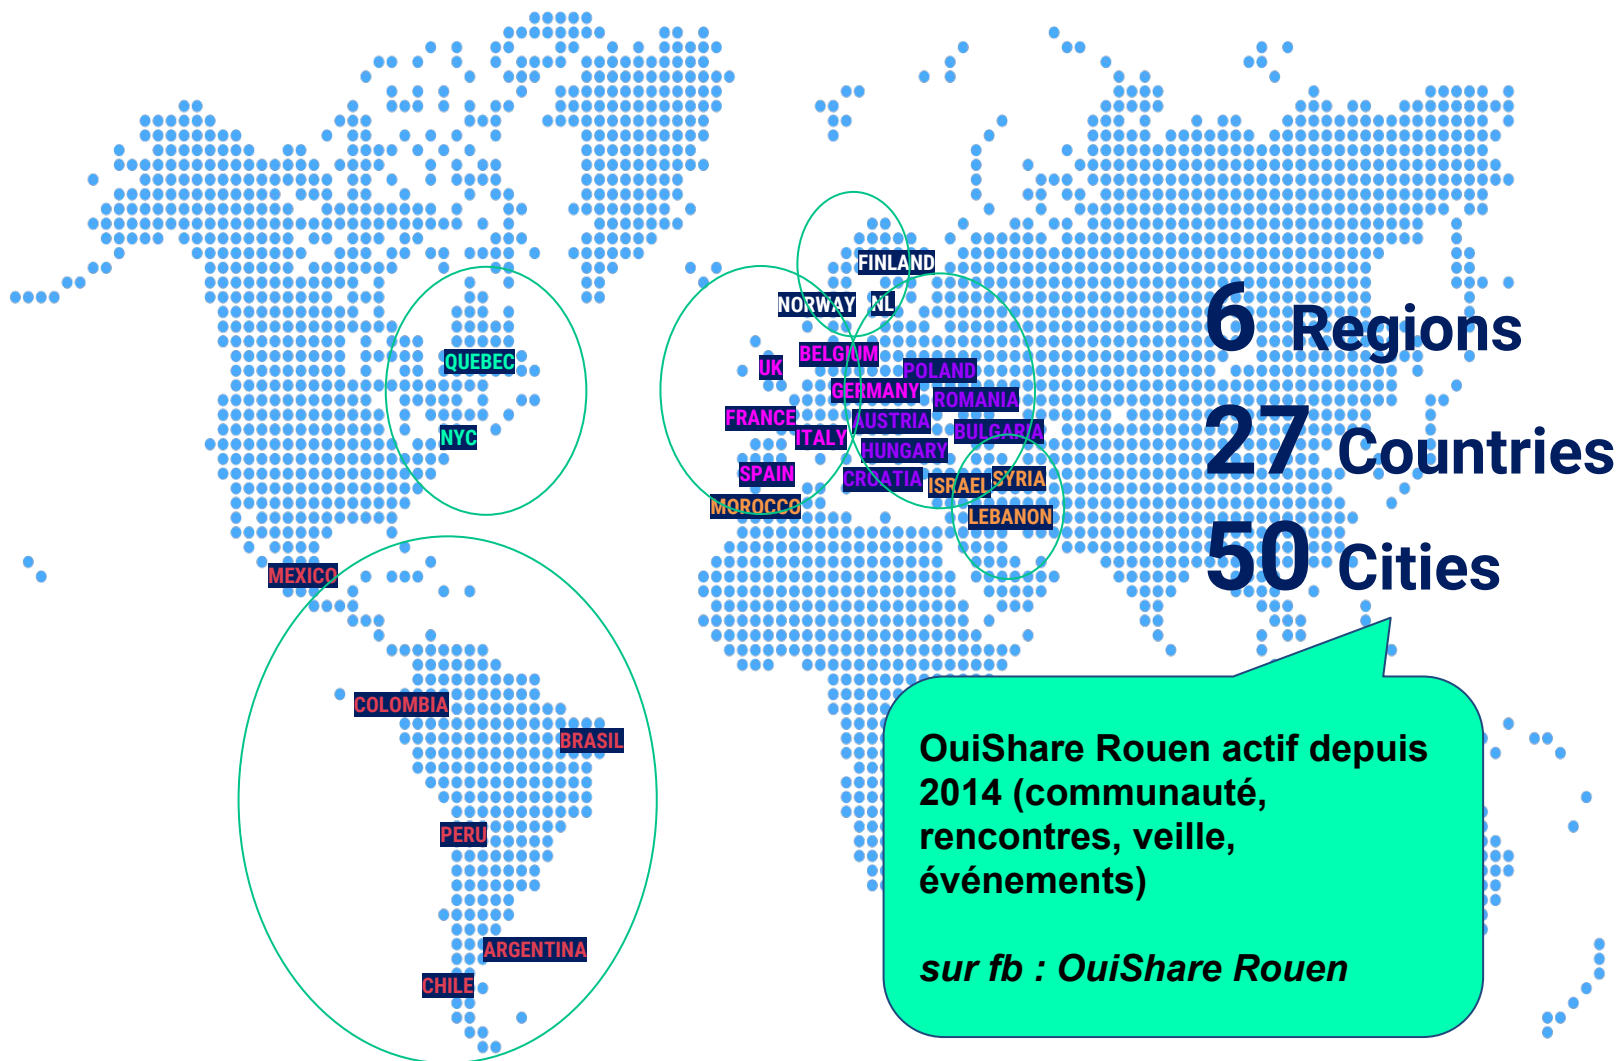 FINLAND
NORWAY
NL
QUEBEC
NYC
UK
BELGIUM
POLAND
GERMANY
ROMANIA
FRANCE
AUSTRIA
ITALY
BULGARIA
HUNGARY
SPAIN
CROATIA
ISRAEL
SYRIA
MOROCCO
LEBANON
6 Regions
27 Countries
50 Cities
MEXICO
COLOMBIA
BRASIL
PERU
ARGENTINA
CHILE
OuiShare Rouen actif depuis
2014 (communauté,
rencontres, veille,
événements)
sur fb : OuiShare Rouen